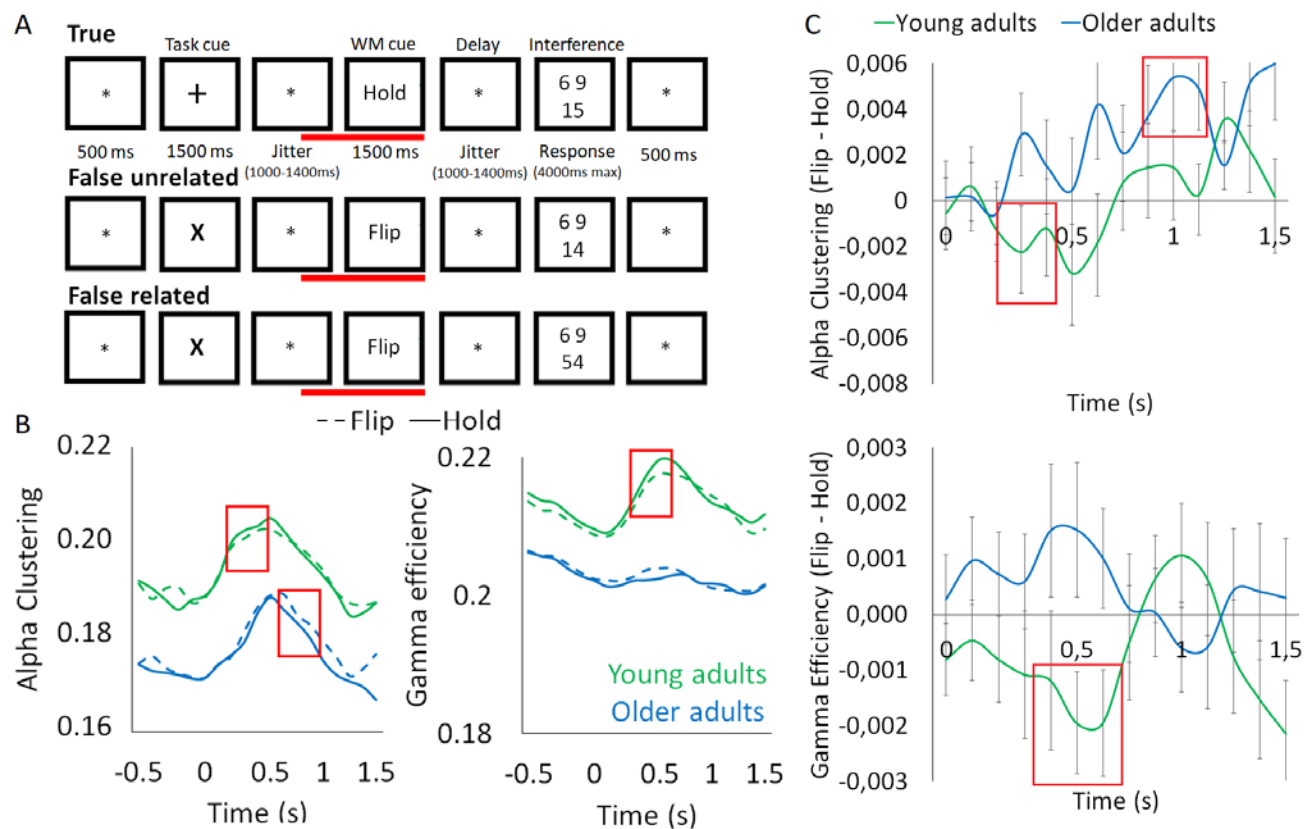 A
True
Task cue
WM cue
Delay
Interference
*
+
*
Hold
*
6 9
15
*
500 ms
1500 ms
Jitter
(1000-1400ms)
1500 ms
Jitter
(1000-1400ms)
Response
(4000ms max)
500 ms
False unrelated
*
X
*
Flip
*
6 9
14
*
False related
*
X
*
Flip
*
6 9
54
*
B
Flip
Hold
Alpha Clustering
0.22
0.20
0.18
0.16
-0.5
0
0.5
1
1.5
Time (s)
Gamma efficiency
0.22
0.2
0.18
Young adults
Older adults
-0.5
0
0.5
1
1.5
Time (s)
C
Young adults
Older adults
Alpha Clustering (Flip - Hold)
0,006
0,004
0,002
0
-0,002
-0,004
-0,006
-0,008
0
0,5
1
1,5
Time (s)
Gamma Efficiency (Flip - Hold)
0,003
0,002
0,001
0,000
-0,001
-0,002
-0,003
0
0,5
1
1,5
Time (s)